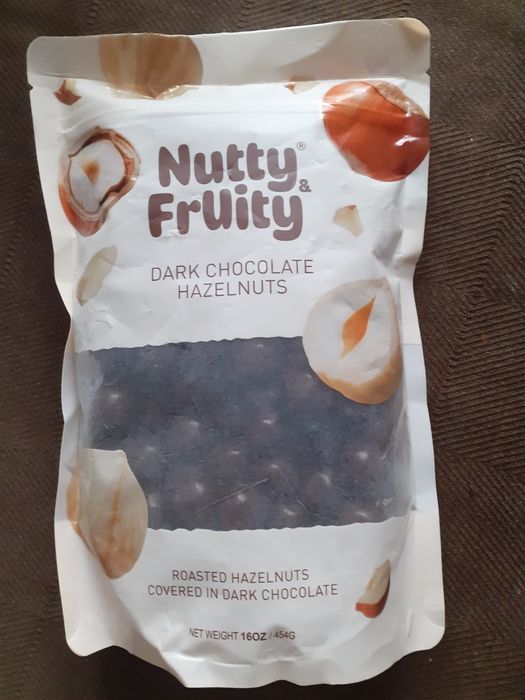 Nutty®
& Fruity
DARK CHOCOLATE
HAZELNUTS
ROASTED HAZELNUTS
COVERED IN DARK CHOCOLATE
NET WEIGHT 16OZ / 454G